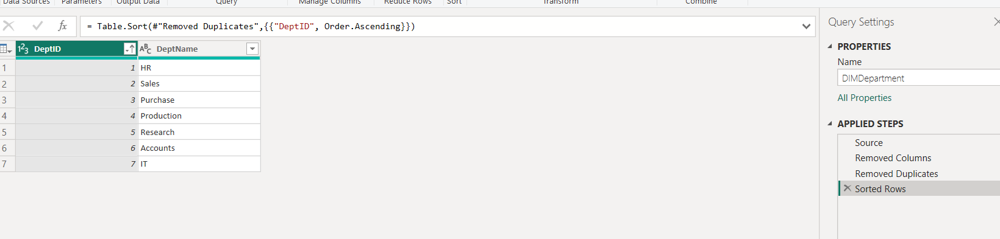 Data Sources Parameters Output Data Query Manage Columns Reduce Rows Sort Transform Combine
fx = Table.Sort(#"Removed Duplicates",{{"DeptID", Order.Ascending}})
123 DeptID ABC DeptName
1 1 HR
2 2 Sales
3 3 Purchase
4 4 Production
5 5 Research
6 6 Accounts
7 7 IT
Query Settings
PROPERTIES
Name
DIMDepartment
All Properties
APPLIED STEPS
Source
Removed Columns
Removed Duplicates
Sorted Rows